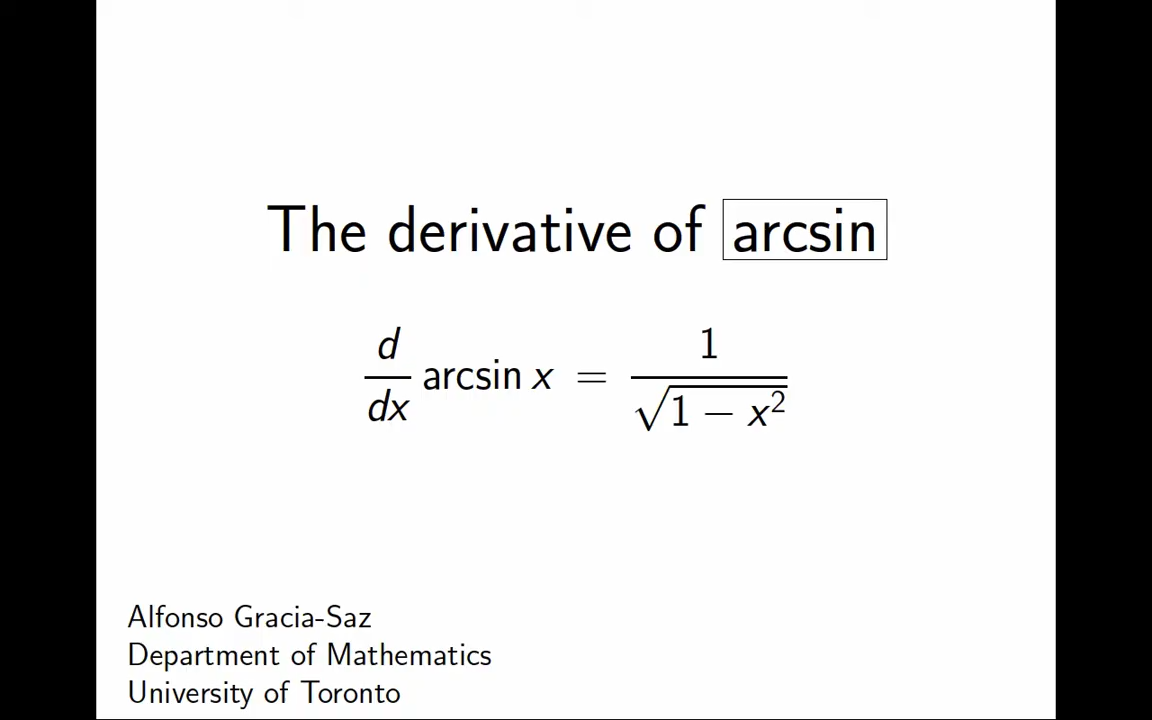 The derivative of arcsin
d/dx arcsin x = 1/√(1 − x²)
Alfonso Gracia-Saz
Department of Mathematics
University of Toronto